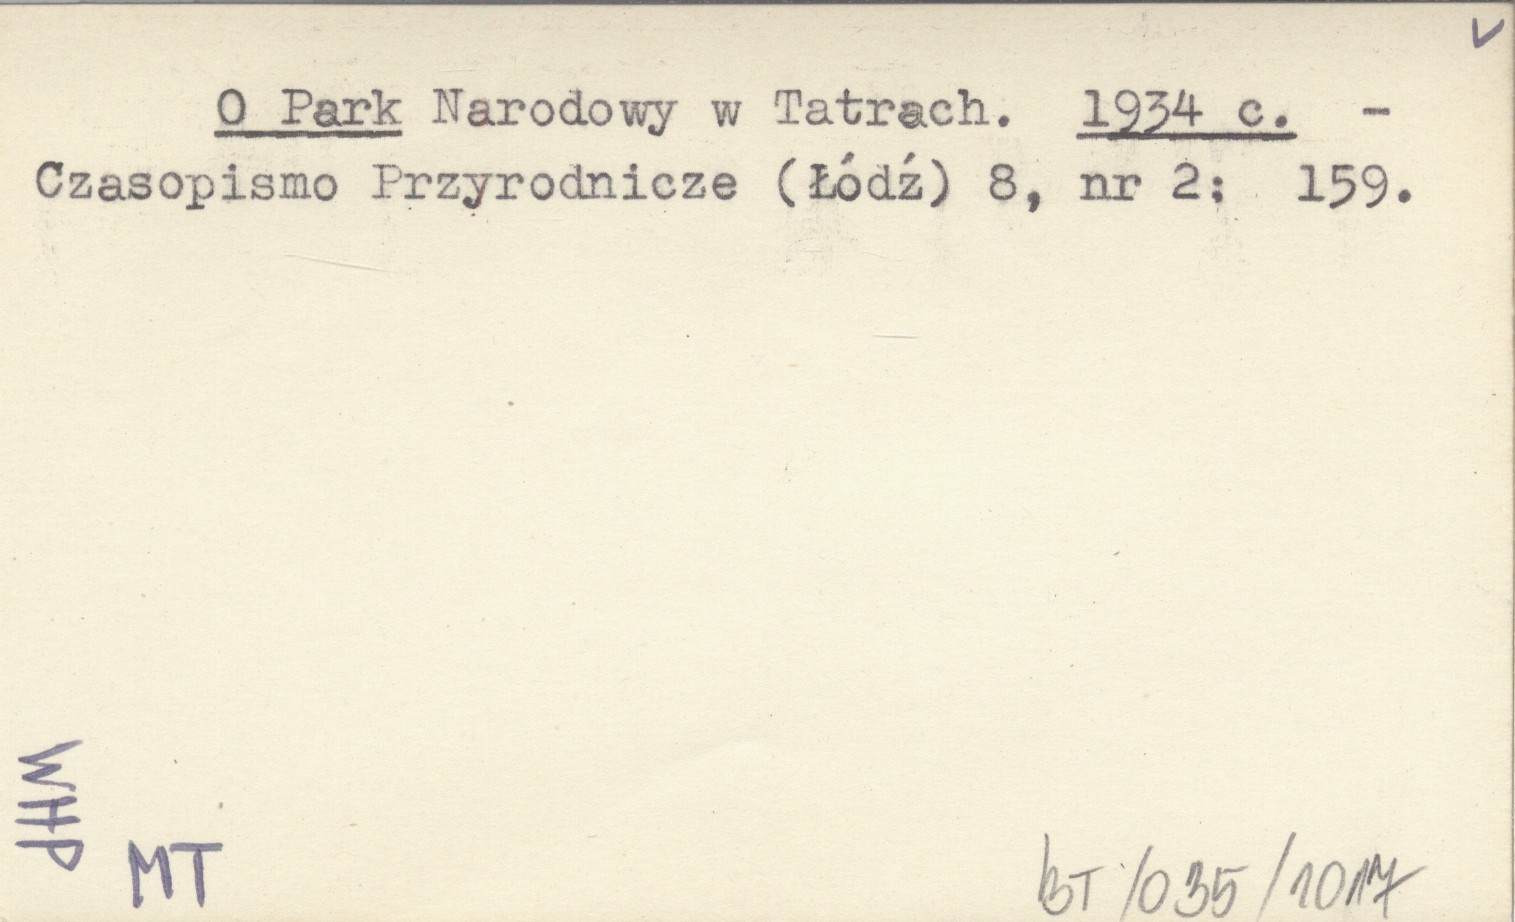 O Park Narodowy w Tatrach. 1934 c. -
Czasopismo Przyrodnicze (Łódź) 8, nr 2: 159.
WHP
MT
BT/035/1017